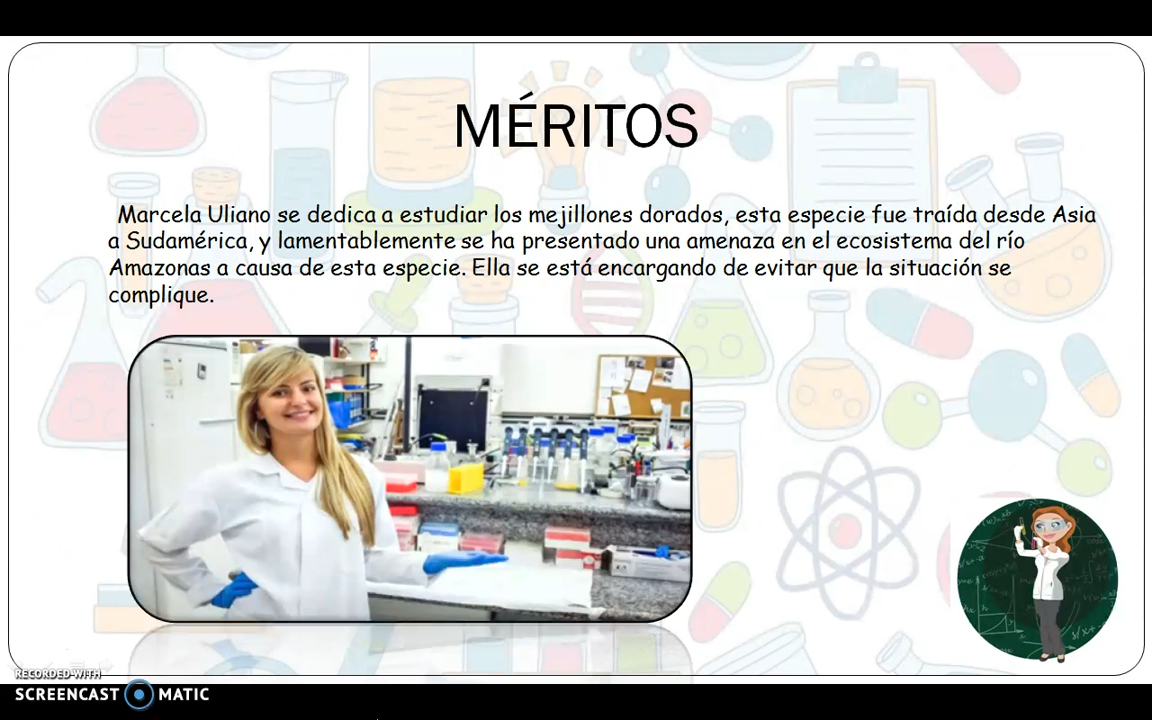 MÉRITOS
Marcela Uliano se dedica a estudiar los mejillones dorados, esta especie fue traída desde Asia
a Sudamérica, y lamentablemente se ha presentado una amenaza en el ecosistema del río
Amazonas a causa de esta especie. Ella se está encargando de evitar que la situación se
complique.
RECORDED WITH
SCREENCAST MATIC